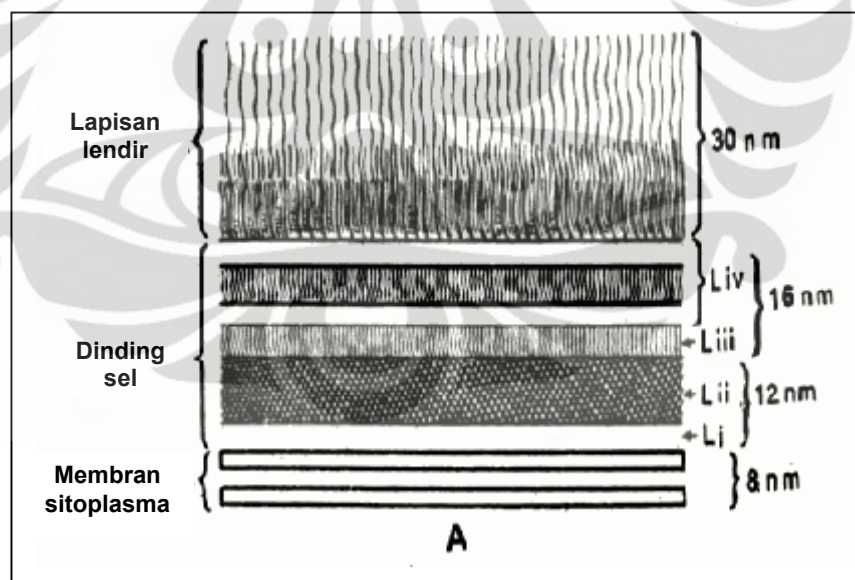 Lapisan
lendir
30 nm
Liv
16 nm
Liii
Dinding
sel
Lii
12 nm
Li
Membran
sitoplasma
8 nm
A